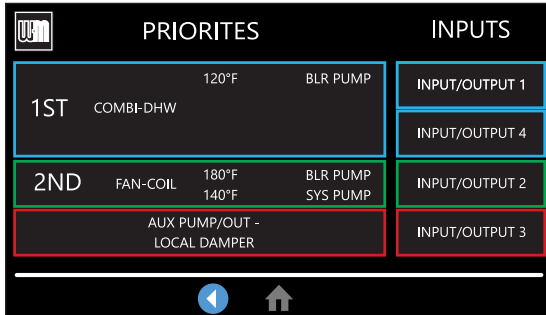 WM
PRIORITES
INPUTS
120°F BLR PUMP
1ST COMBI-DHW
INPUT/OUTPUT 1
INPUT/OUTPUT 4
2ND FAN-COIL 180°F BLR PUMP
140°F SYS PUMP
INPUT/OUTPUT 2
AUX PUMP/OUT -
LOCAL DAMPER
INPUT/OUTPUT 3